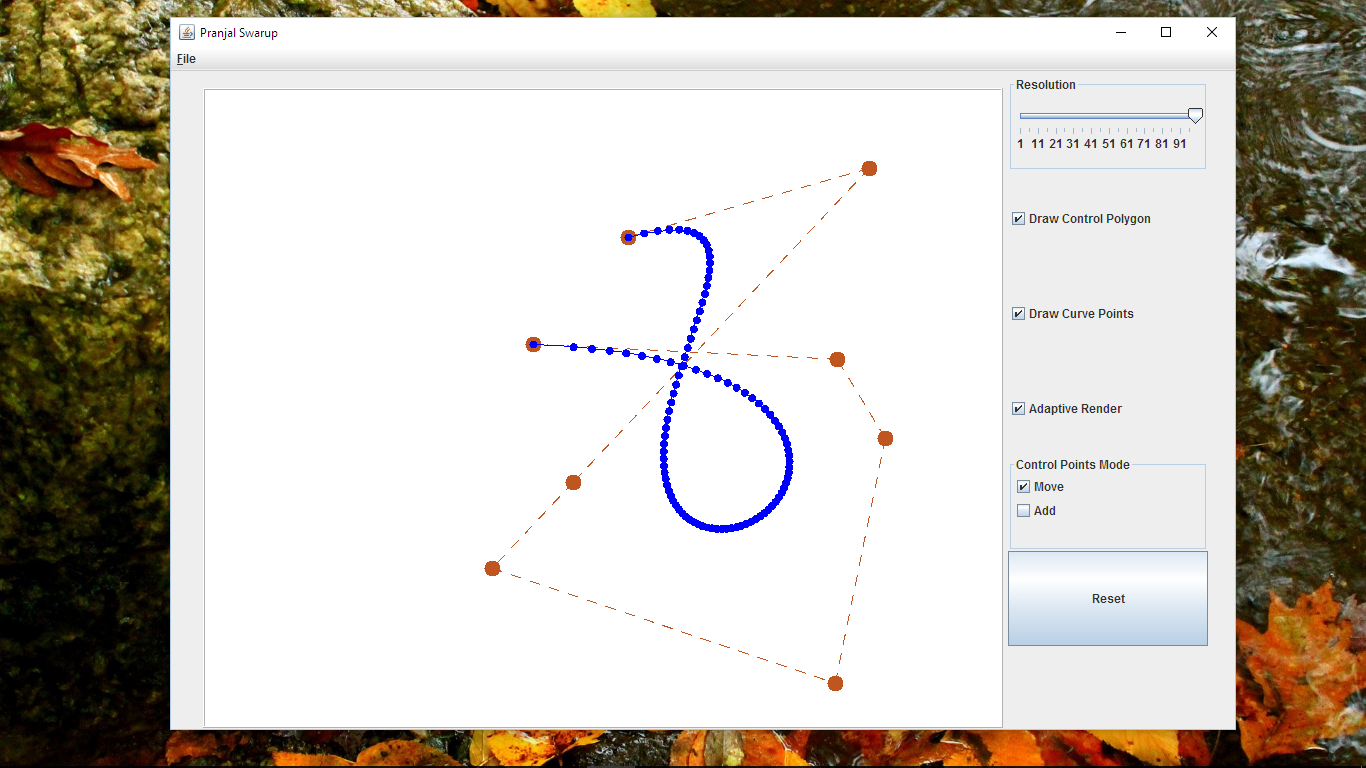 Pranjal Swarup
File
Resolution
1 11 21 31 41 51 61 71 81 91
Draw Control Polygon
Draw Curve Points
Adaptive Render
Control Points Mode
Move
Add
Reset